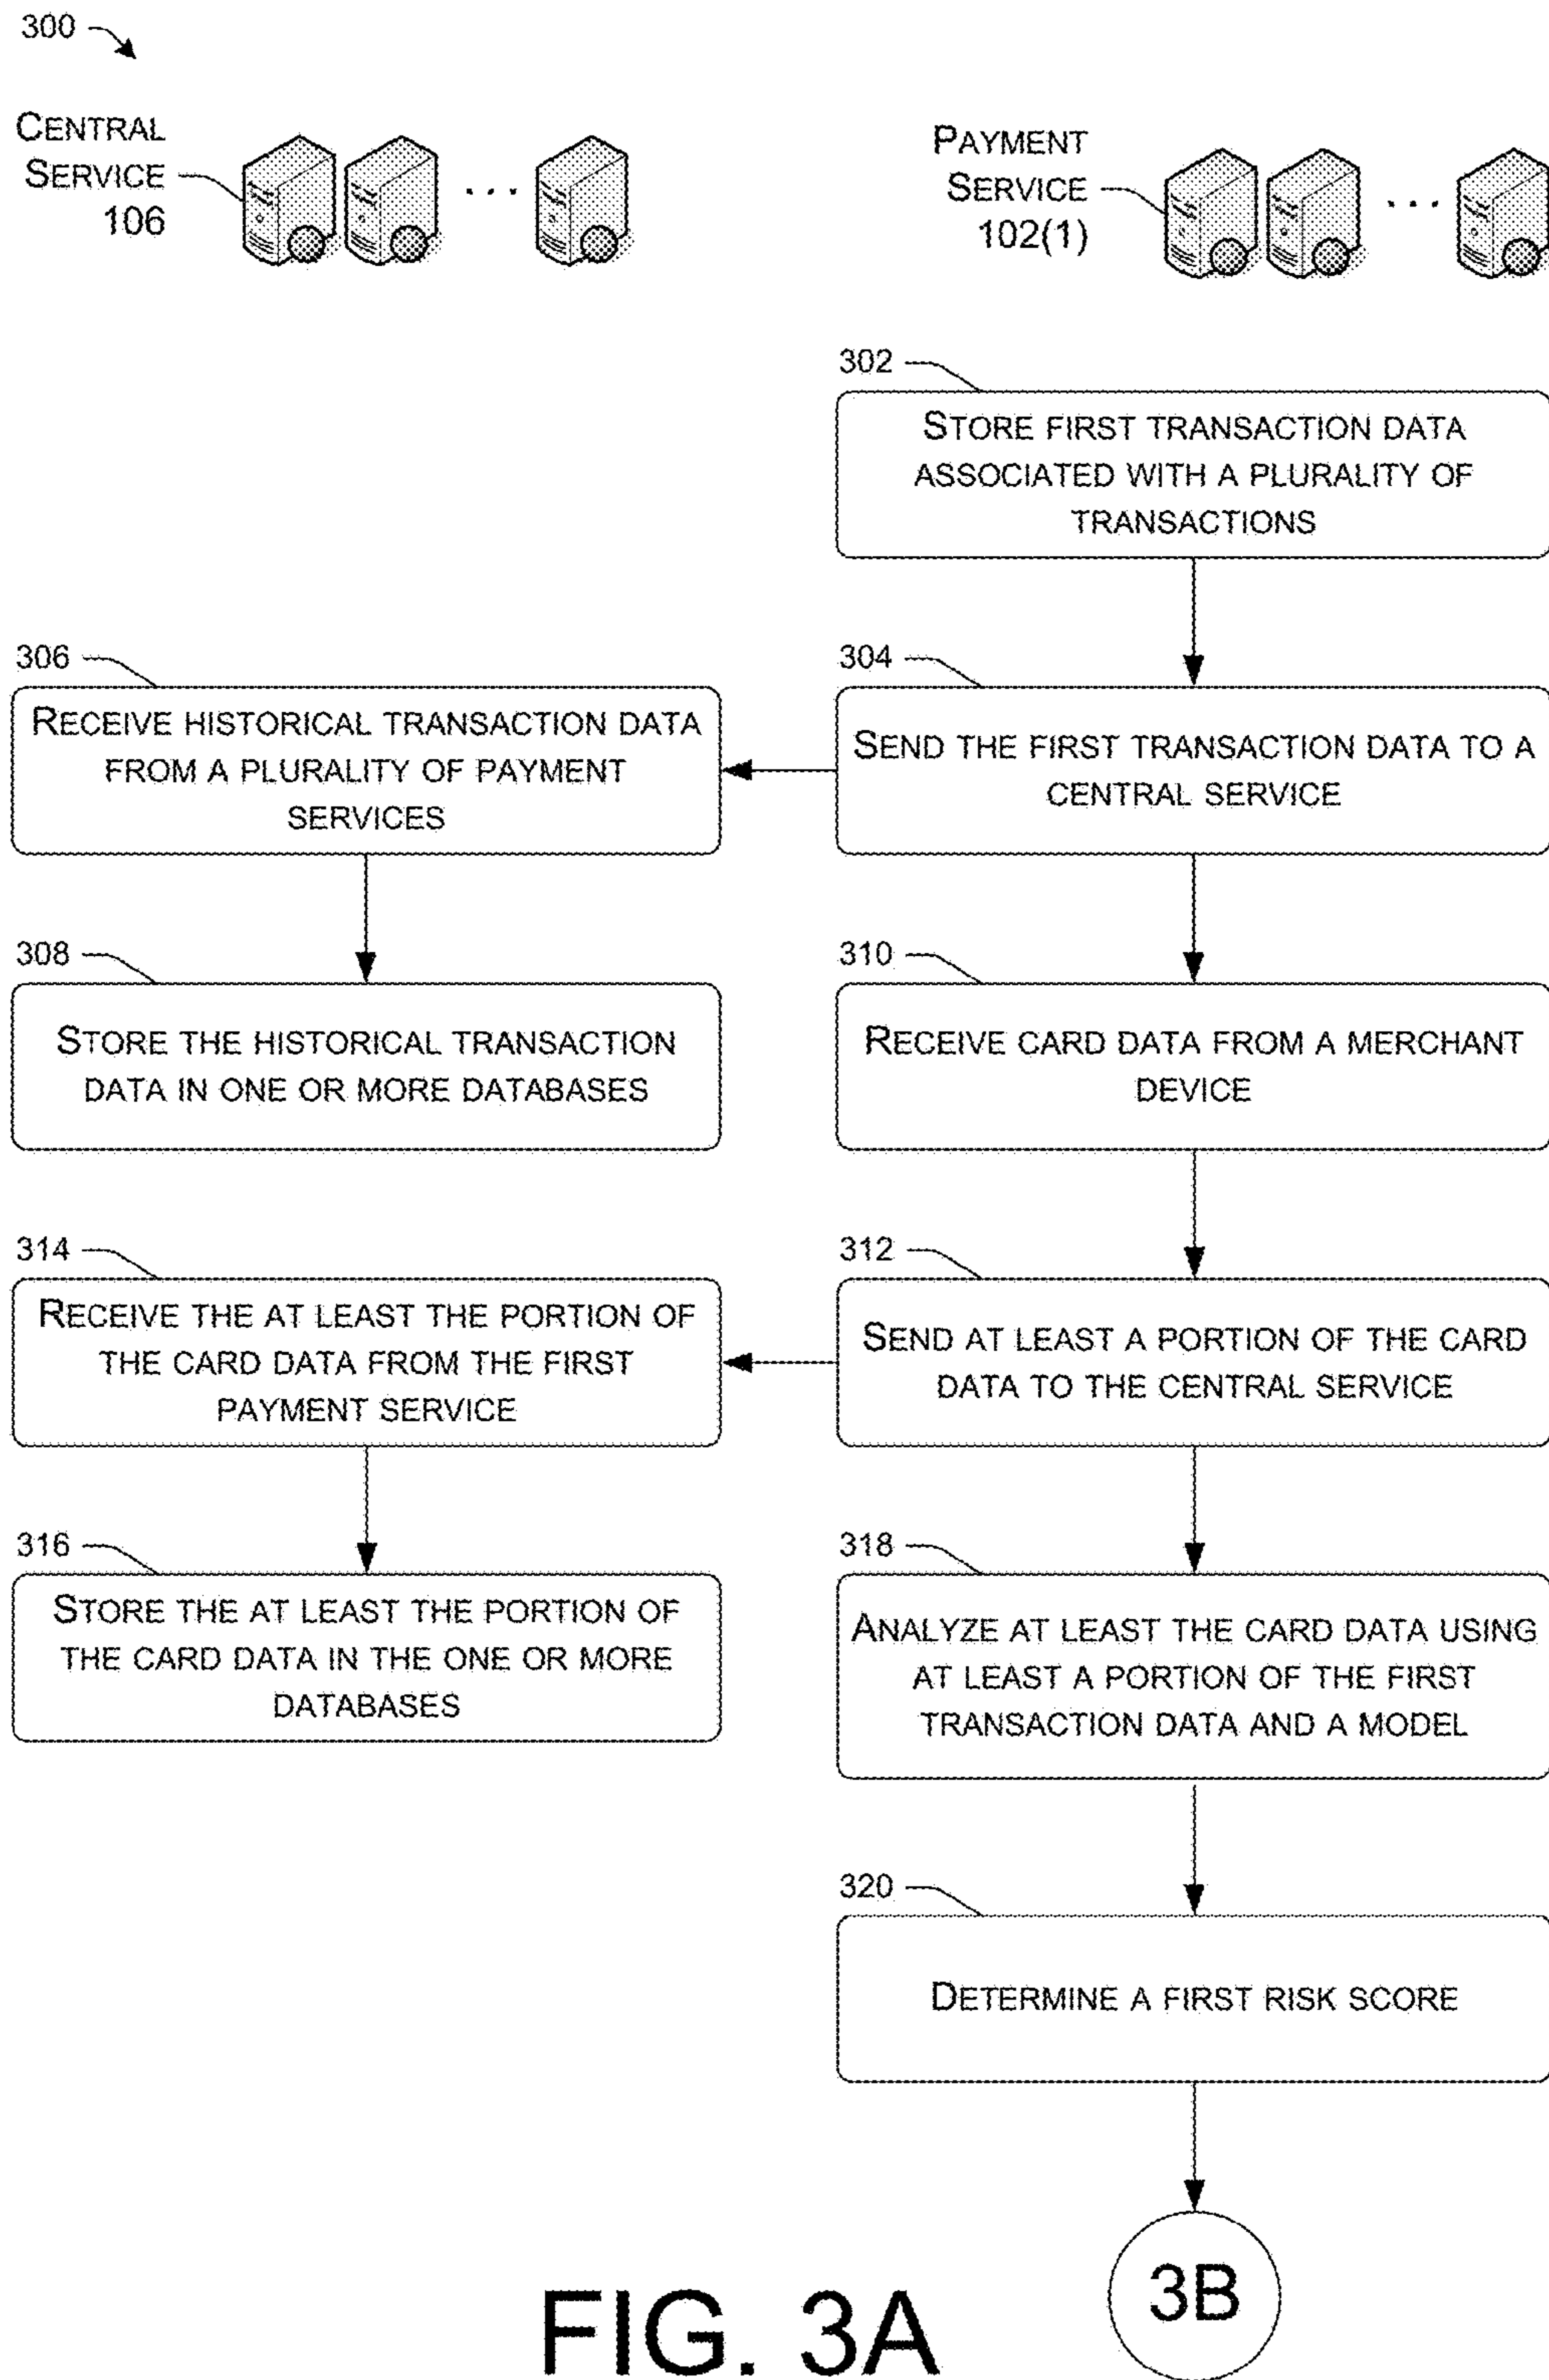 300
CENTRAL
SERVICE
106
...
PAYMENT
SERVICE
102(1)
...
302
STORE FIRST TRANSACTION DATA
ASSOCIATED WITH A PLURALITY OF
TRANSACTIONS
306
RECEIVE HISTORICAL TRANSACTION DATA
FROM A PLURALITY OF PAYMENT
SERVICES
304
SEND THE FIRST TRANSACTION DATA TO A
CENTRAL SERVICE
308
STORE THE HISTORICAL TRANSACTION
DATA IN ONE OR MORE DATABASES
310
RECEIVE CARD DATA FROM A MERCHANT
DEVICE
314
RECEIVE THE AT LEAST THE PORTION OF
THE CARD DATA FROM THE FIRST
PAYMENT SERVICE
312
SEND AT LEAST A PORTION OF THE CARD
DATA TO THE CENTRAL SERVICE
316
STORE THE AT LEAST THE PORTION OF
THE CARD DATA IN THE ONE OR MORE
DATABASES
318
ANALYZE AT LEAST THE CARD DATA USING
AT LEAST A PORTION OF THE FIRST
TRANSACTION DATA AND A MODEL
320
DETERMINE A FIRST RISK SCORE
3B
FIG. 3A